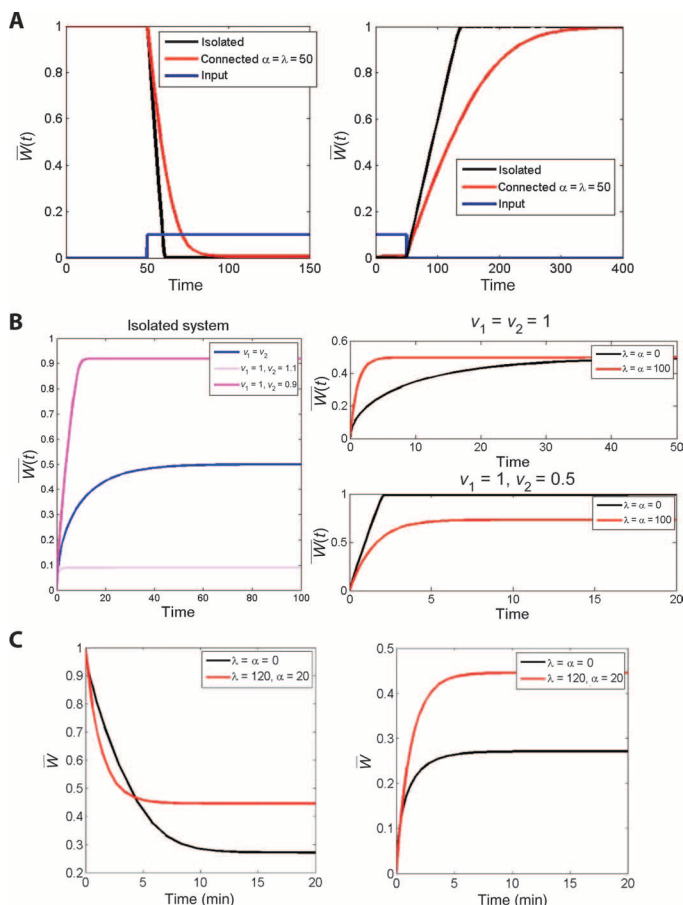 A
1
0.8
0.6
0.4
0.2
0
W(t)
Isolated
Connected α = λ = 50
Input
0 50 100 150
Time
1
0.8
0.6
0.4
0.2
0
W(t)
Isolated
Connected α = λ = 50
Input
0 100 200 300 400
Time
B
Isolated system
1
0.9
0.8
0.7
0.6
0.5
0.4
0.3
0.2
0.1
0
W(t)
v1 = v2
v1 = 1, v2 = 1.1
v1 = 1, v2 = 0.9
0 20 40 60 80 100
Time
v1 = v2 = 1
0.6
0.4
0.2
0
W(t)
λ = α = 0
λ = α = 100
0 5 10 15 20 25 30 35 40 45 50
Time
v1 = 1, v2 = 0.5
1
0.5
0
W(t)
λ = α = 0
λ = α = 100
0 5 10 15 20
Time
C
1
0.9
0.8
0.7
0.6
0.5
0.4
0.3
0.2
W
λ = α = 0
λ = 120, α = 20
0 5 10 15 20
Time (min)
0.5
0.4
0.3
0.2
0.1
0
W
λ = α = 0
λ = 120, α = 20
0 5 10 15 20
Time (min)